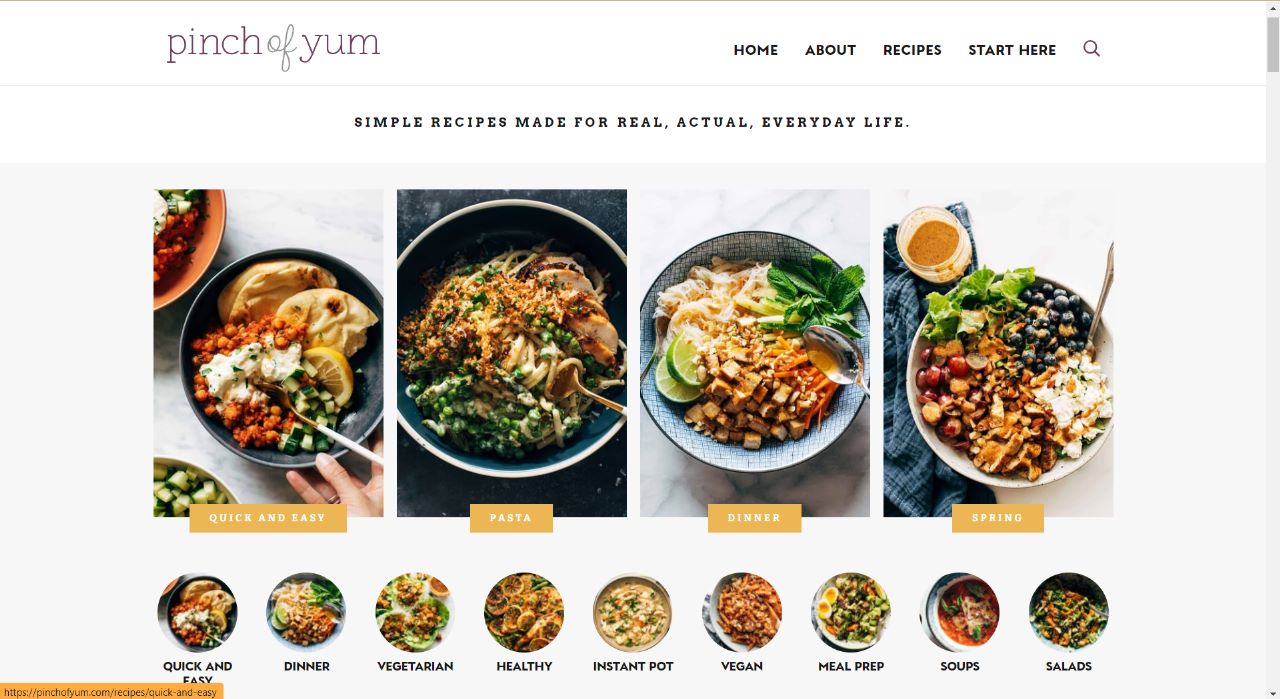 pinch of yum
HOME ABOUT RECIPES START HERE
SIMPLE RECIPES MADE FOR REAL, ACTUAL, EVERYDAY LIFE.
QUICK AND EASY
PASTA
DINNER
SPRING
QUICK AND
EASY
DINNER
VEGETARIAN
HEALTHY
INSTANT POT
VEGAN
MEAL PREP
SOUPS
SALADS
https://pinchofyum.com/recipes/quick-and-easy